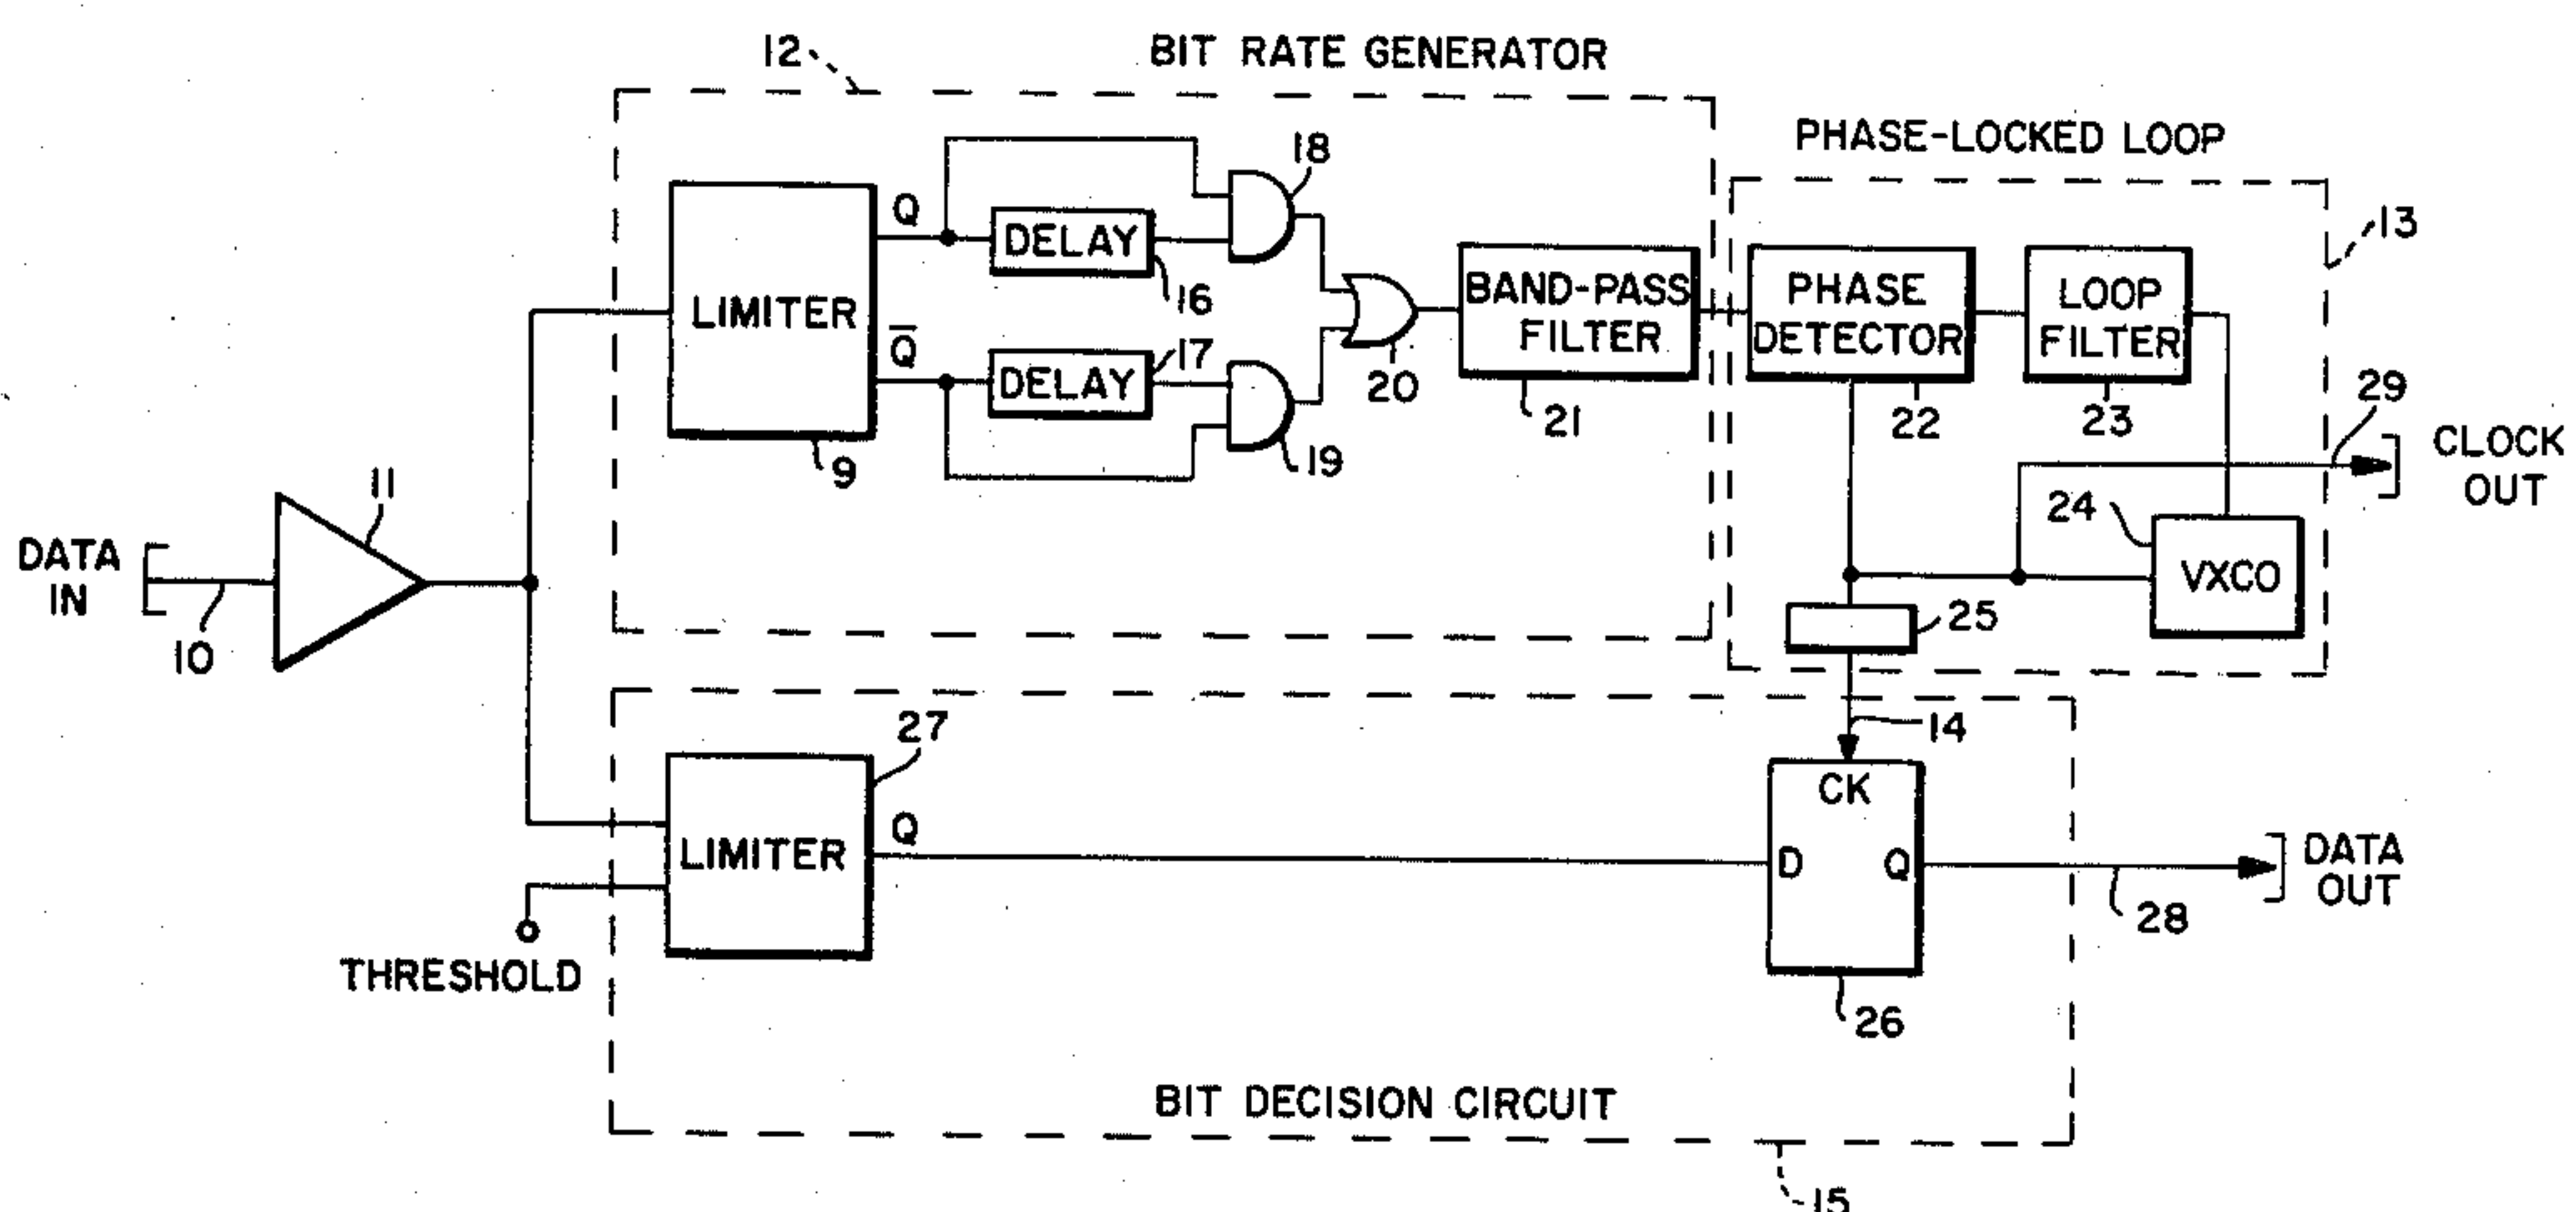 12
BIT RATE GENERATOR
PHASE-LOCKED LOOP
13
18
Q
DELAY
16
LIMITER
9
Q̅
DELAY
17
19
20
BAND-PASS
FILTER
21
PHASE
DETECTOR
22
LOOP
FILTER
23
29
CLOCK
OUT
24
VXCO
25
DATA
IN
10
11
14
27
LIMITER
Q
THRESHOLD
CK
D
Q
26
28
DATA
OUT
BIT DECISION CIRCUIT
15